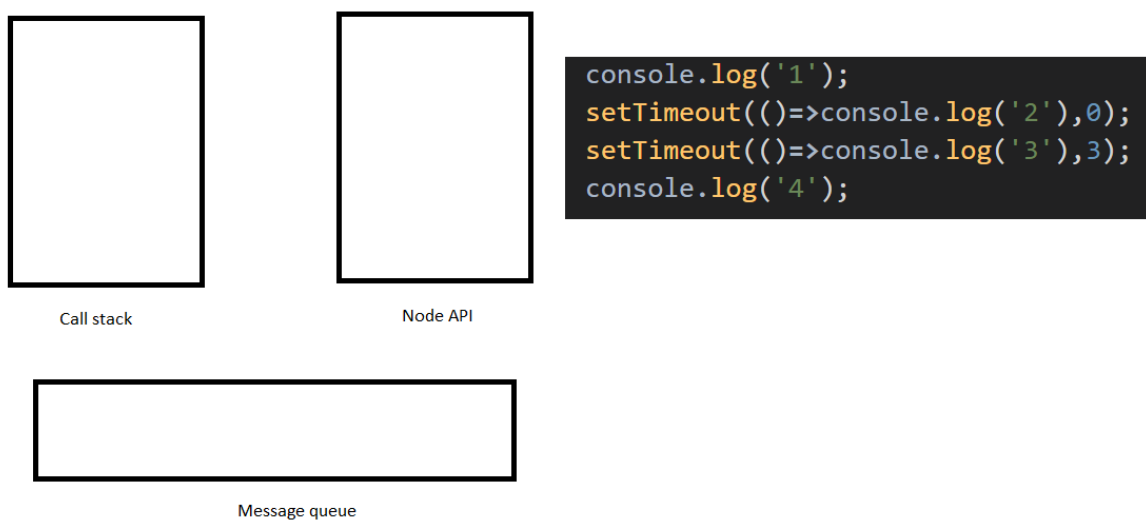 console.log('1');
setTimeout(()=>console.log('2'),0);
setTimeout(()=>console.log('3'),3);
console.log('4');
Call stack
Node API
Message queue